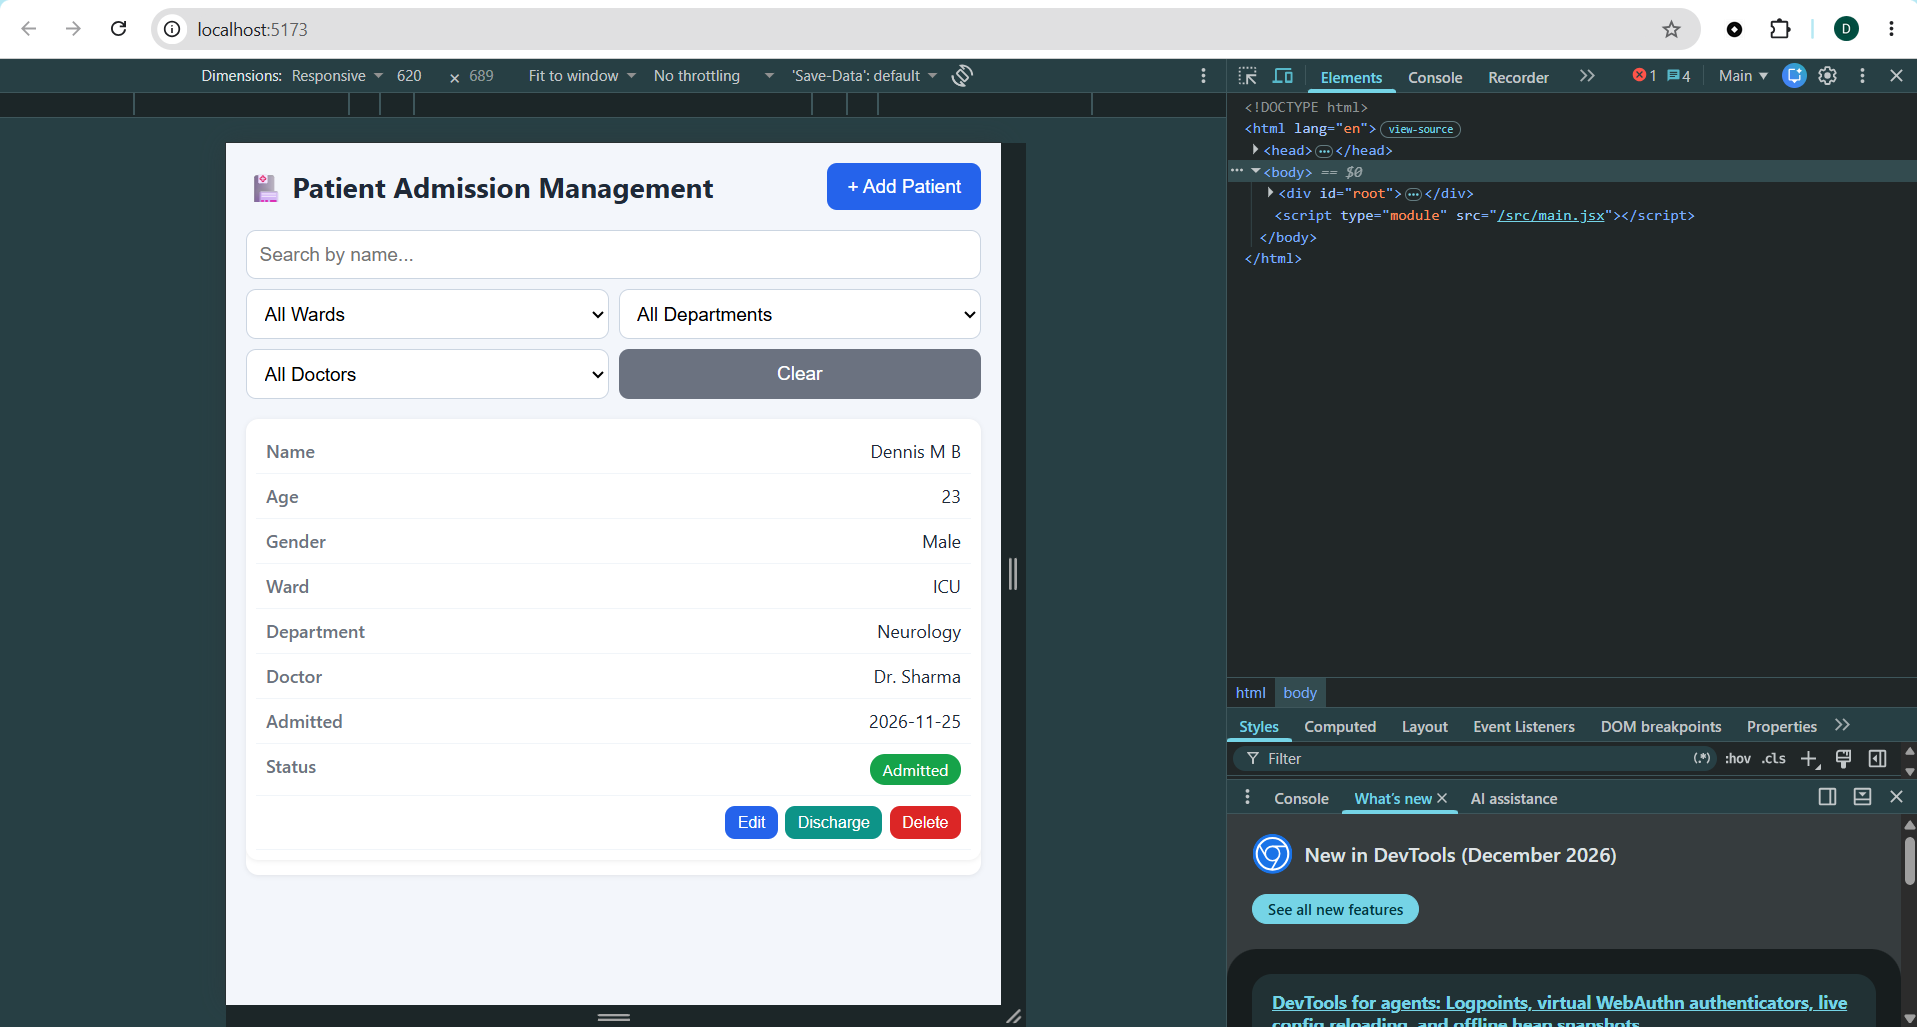 localhost:5173
D
Dimensions: Responsive 620 × 689 Fit to window No throttling 'Save-Data': default
Elements Console Recorder 1 4 Main
<!DOCTYPE html>
<html lang="en"> view-source
<head> ··· </head>
··· <body> == $0
<div id="root"> ··· </div>
<script type="module" src="/src/main.jsx"></script>
</body>
</html>
html body
Styles Computed Layout Event Listeners DOM breakpoints Properties
Filter (.*) :hov .cls
Console What's new AI assistance
New in DevTools (December 2026)
See all new features
DevTools for agents: Logpoints, virtual WebAuthn authenticators, live
config reloading, and offline heap snapshots
Patient Admission Management
+ Add Patient
Search by name...
All Wards
All Departments
All Doctors
Clear
Name Dennis M B
Age 23
Gender Male
Ward ICU
Department Neurology
Doctor Dr. Sharma
Admitted 2026-11-25
Status Admitted
Edit Discharge Delete